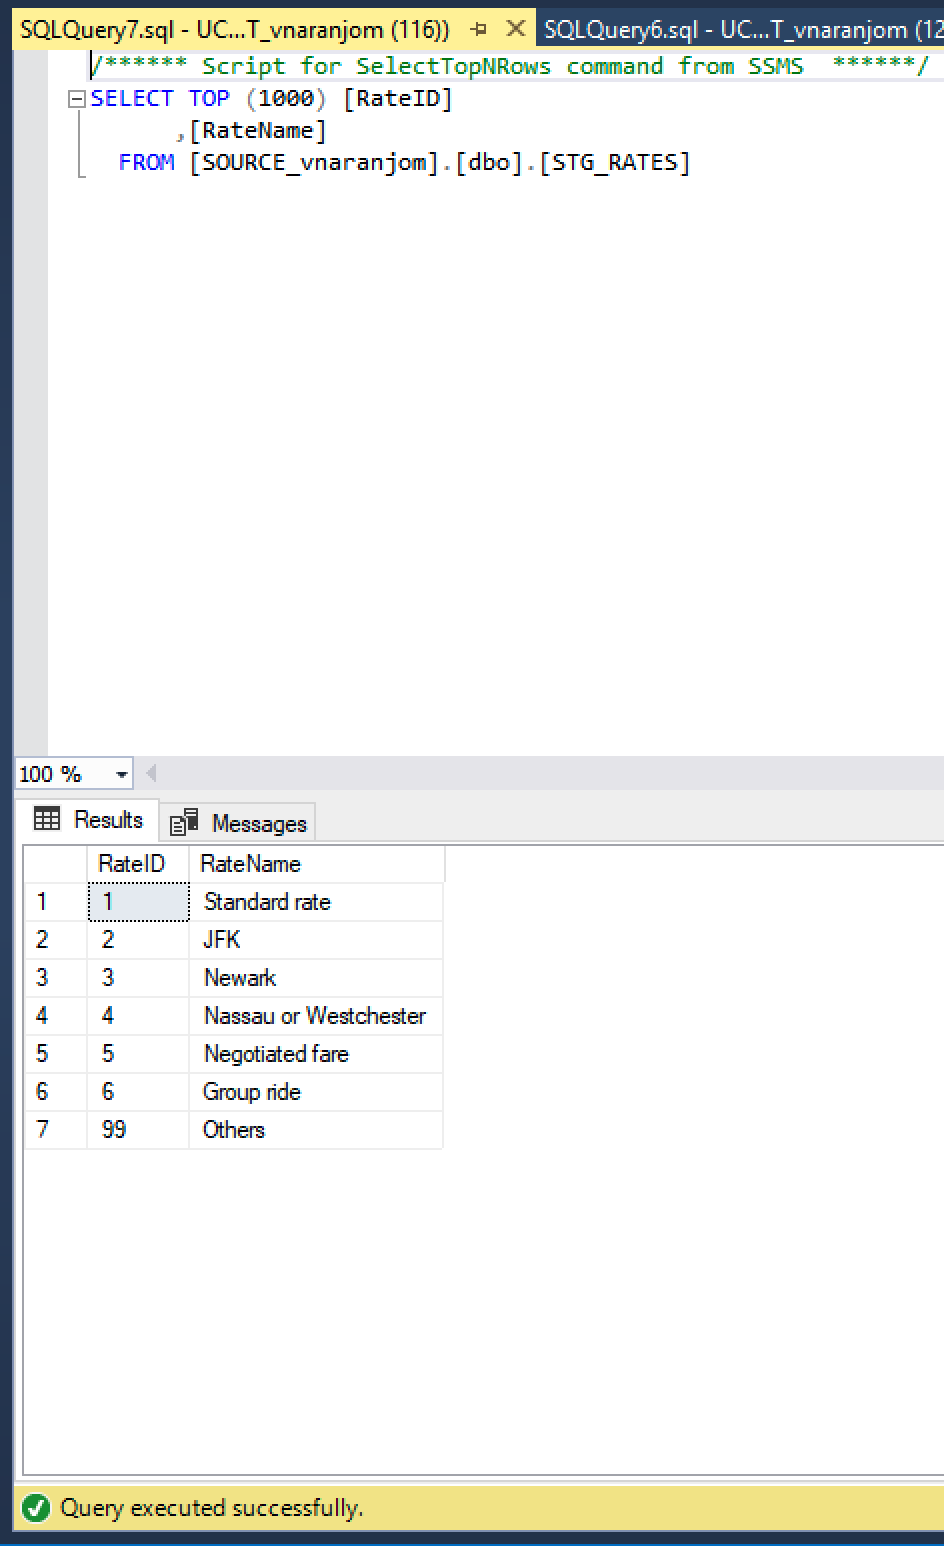 SQLQuery7.sql - UC...T_vnaranjom (116)) SQLQuery6.sql - UC...T_vnaranjom (12
/****** Script for SelectTopNRows command from SSMS  ******/
SELECT TOP (1000) [RateID]
,[RateName]
FROM [SOURCE_vnaranjom].[dbo].[STG_RATES]
100 %
Results Messages
RateID RateName
1 1 Standard rate
2 2 JFK
3 3 Newark
4 4 Nassau or Westchester
5 5 Negotiated fare
6 6 Group ride
7 99 Others
Query executed successfully.